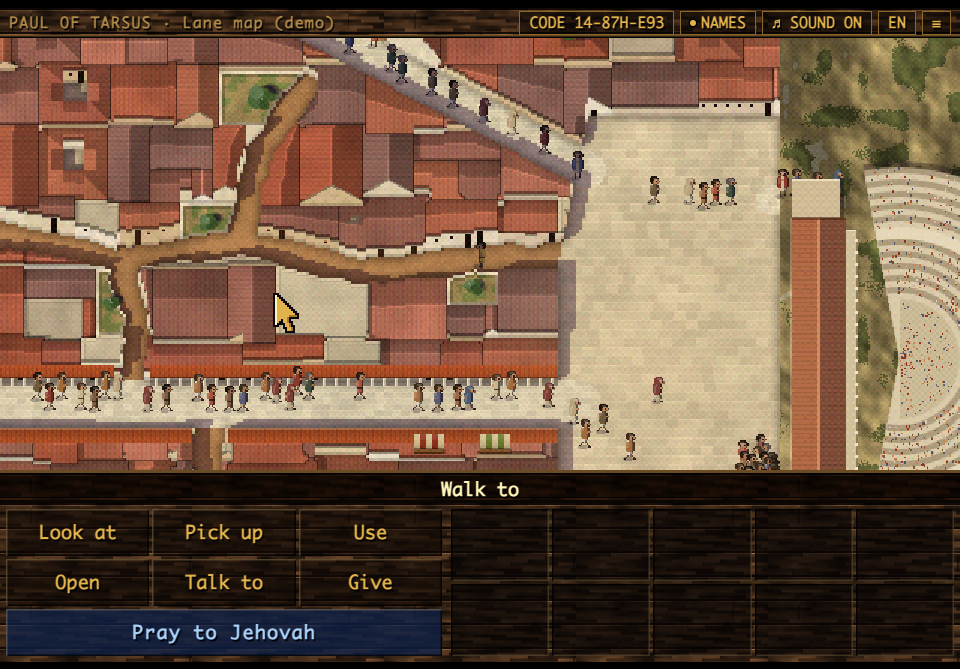 PAUL OF TARSUS · Lane map (demo)
CODE 14-87H-E93
• NAMES
♬ SOUND ON
EN
≡
Walk to
Look at
Pick up
Use
Open
Talk to
Give
Pray to Jehovah